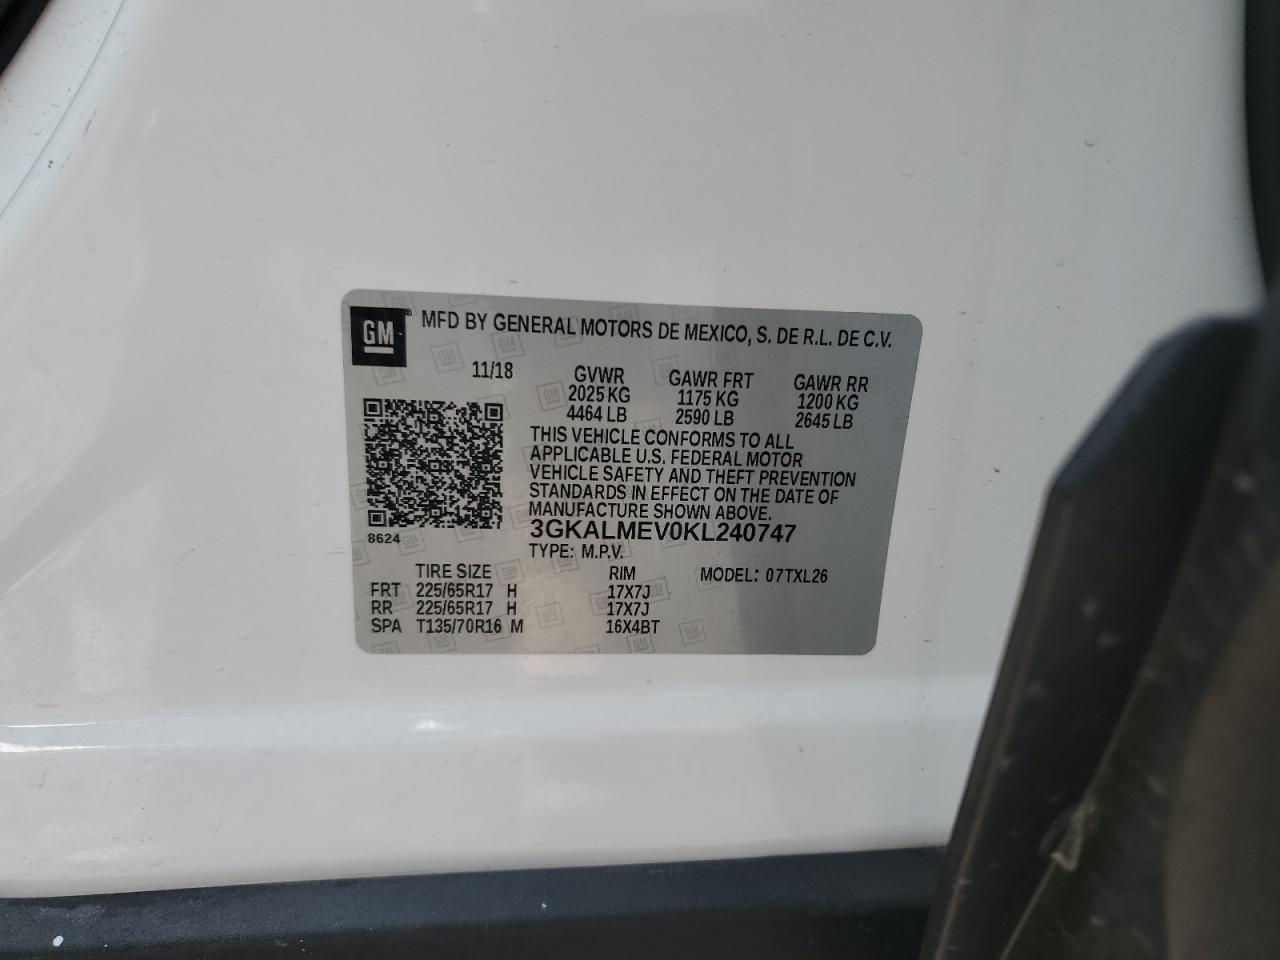 GM
® MFD BY GENERAL MOTORS DE MEXICO, S. DE R.L. DE C.V.
11/18 GVWR GAWR FRT GAWR RR
2025 KG 1175 KG 1200 KG
4464 LB 2590 LB 2645 LB
THIS VEHICLE CONFORMS TO ALL
APPLICABLE U.S. FEDERAL MOTOR
VEHICLE SAFETY AND THEFT PREVENTION
STANDARDS IN EFFECT ON THE DATE OF
MANUFACTURE SHOWN ABOVE.
8624
3GKALMEV0KL240747
TYPE: M.P.V.
TIRE SIZE RIM MODEL: 07TXL26
FRT 225/65R17 H 17X7J
RR 225/65R17 H 17X7J
SPA T135/70R16 M 16X4BT